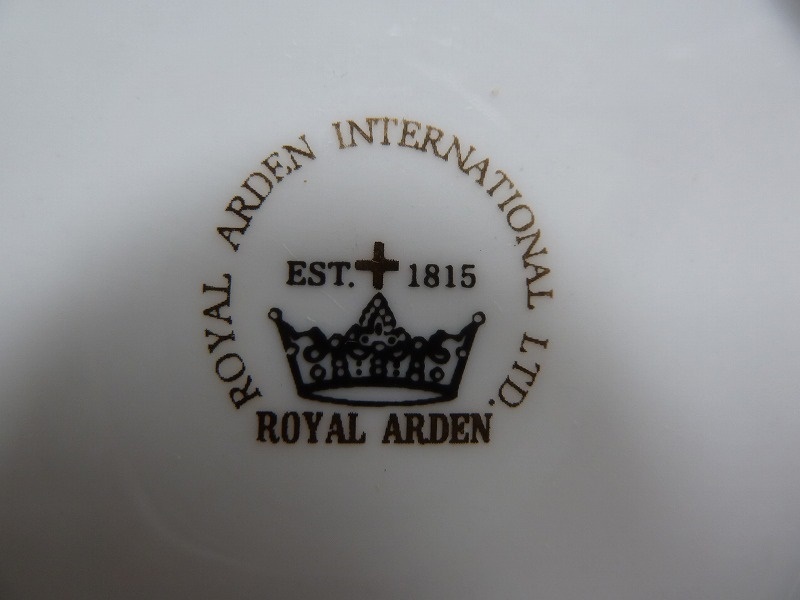 ROYAL ARDEN INTERNATIONAL LTD.
EST. 1815
ROYAL ARDEN